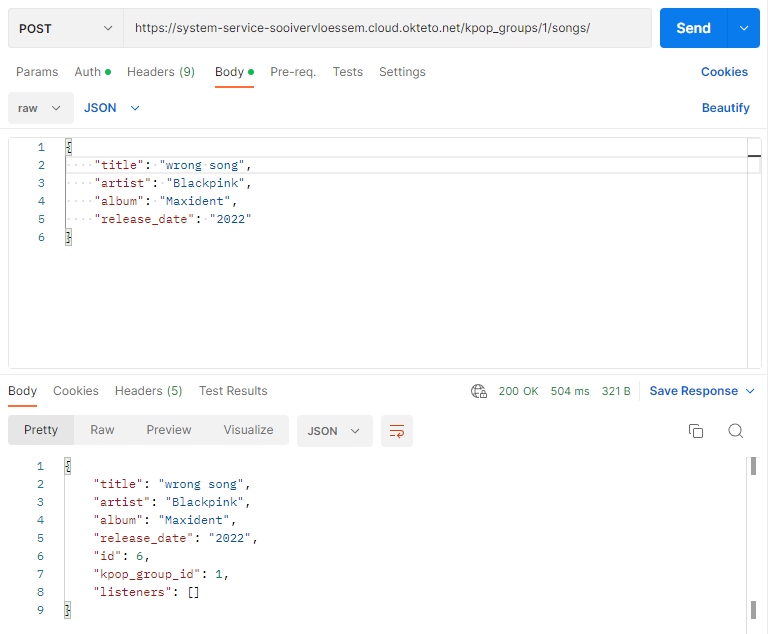 POST https://system-service-sooivervloessem.cloud.okteto.net/kpop_groups/1/songs/ Send
Params Auth Headers (9) Body Pre-req. Tests Settings Cookies
raw JSON Beautify
1 {
2 "title": "wrong song",
3 "artist": "Blackpink",
4 "album": "Maxident",
5 "release_date": "2022"
6 }
Body Cookies Headers (5) Test Results 200 OK 504 ms 321 B Save Response
Pretty Raw Preview Visualize JSON
1 {
2 "title": "wrong song",
3 "artist": "Blackpink",
4 "album": "Maxident",
5 "release_date": "2022",
6 "id": 6,
7 "kpop_group_id": 1,
8 "listeners": []
9 }